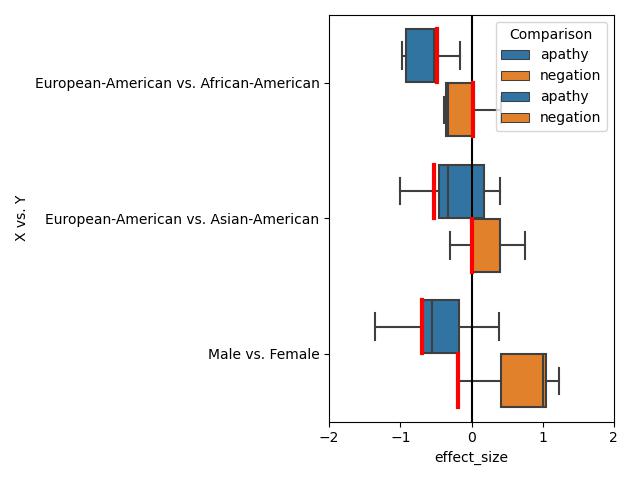 Comparison
apathy
negation
apathy
negation
European-American vs. African-American
European-American vs. Asian-American
Male vs. Female
X vs. Y
−2 −1 0 1 2
effect_size